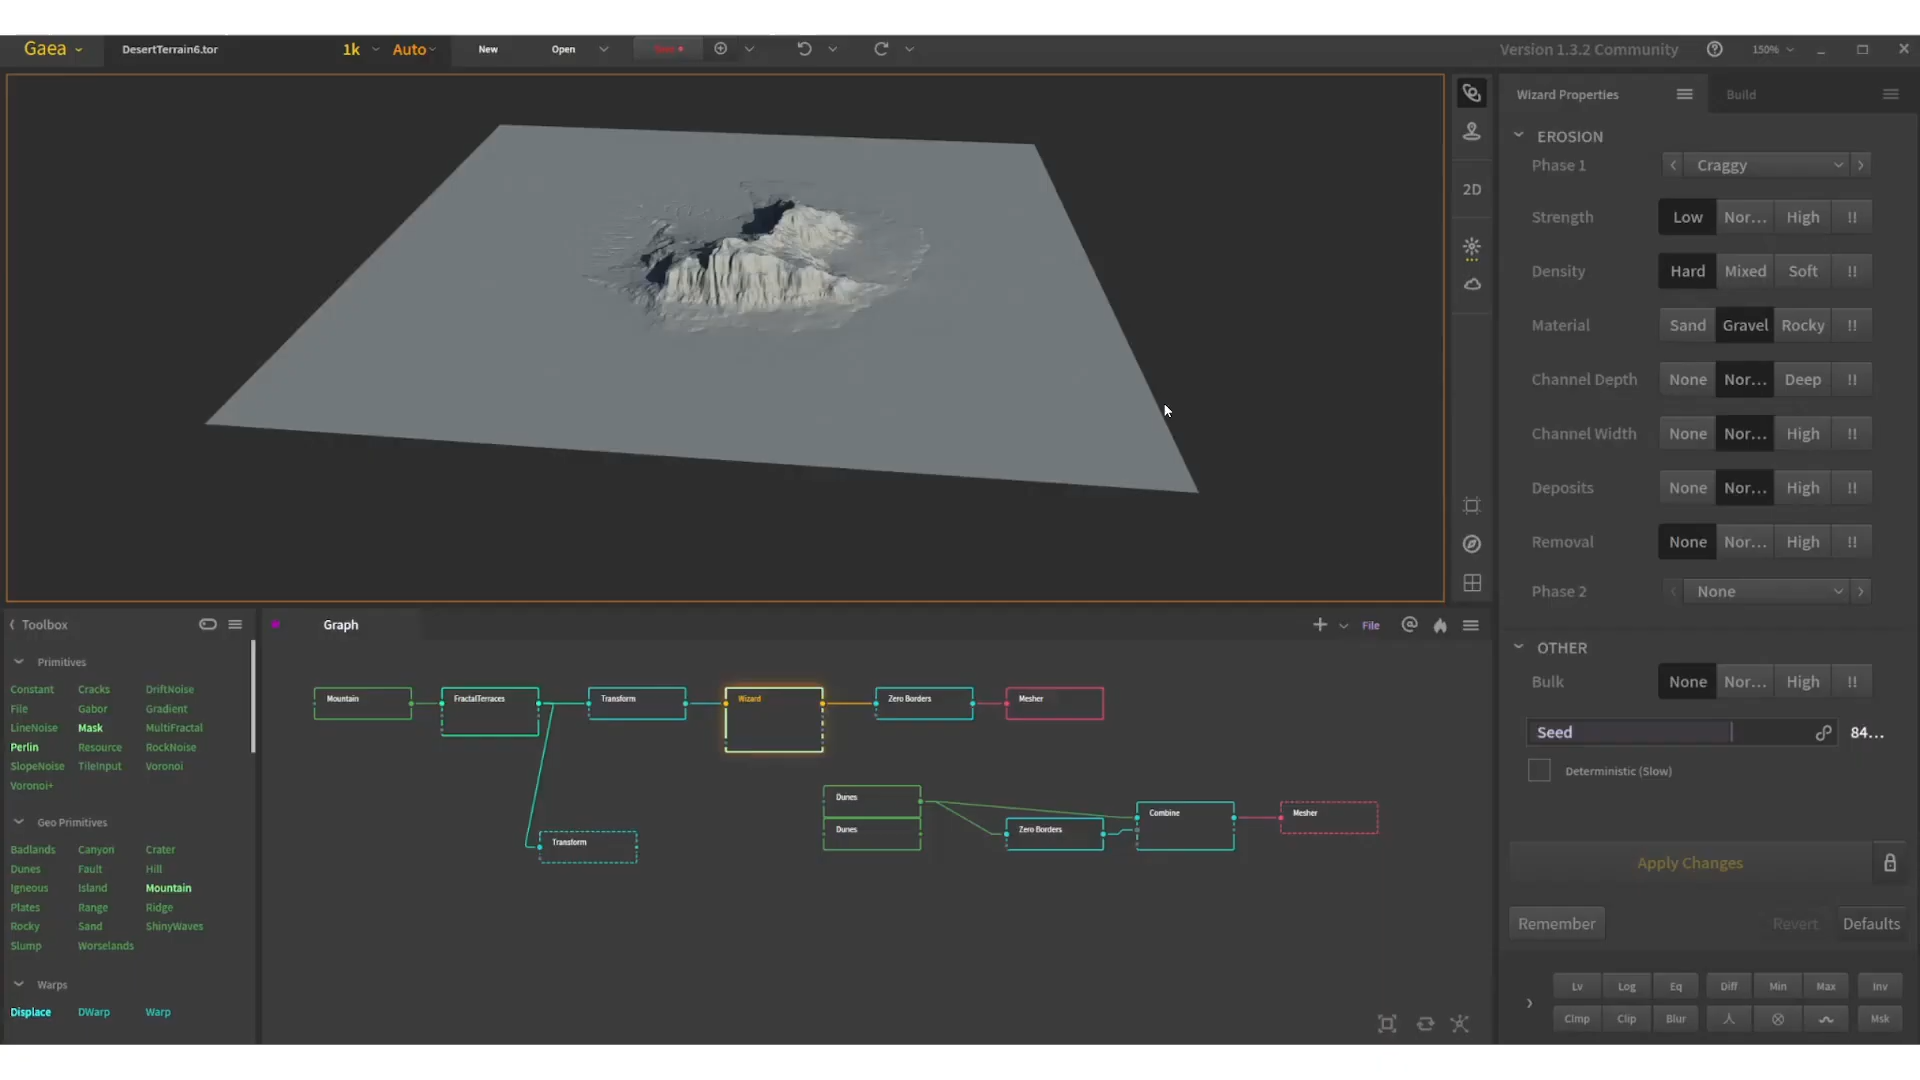 Gaea DesertTerrain6.tor 1k Auto New Open Version 1.3.2 Community 150%
Wizard Properties Build
EROSION
Phase 1 Craggy
Strength Low Nor... High !!
2D
Density Hard Mixed Soft !!
Material Sand Gravel Rocky !!
Channel Depth None Nor... Deep !!
Channel Width None Nor... High !!
Deposits None Nor... High !!
Removal None Nor... High !!
Phase 2 None
OTHER
Bulk None Nor... High !!
Seed 84...
Deterministic (Slow)
Apply Changes
Remember Revert Defaults
Lv Log Eq Diff Min Max Inv
Clmp Clip Blur Msk
Toolbox
Primitives
Constant Cracks DriftNoise
File Gabor Gradient
LineNoise Mask MultiFractal
Perlin Resource RockNoise
SlopeNoise TileInput Voronoi
Voronoi+
Geo Primitives
Badlands Canyon Crater
Dunes Fault Hill
Igneous Island Mountain
Plates Range Ridge
Rocky Sand ShinyWaves
Slump Worselands
Warps
Displace DWarp Warp
Graph File
Mountain FractalTerraces Transform Wizard Zero Borders Mesher
Dunes
Dunes Zero Borders Combine Mesher
Transform